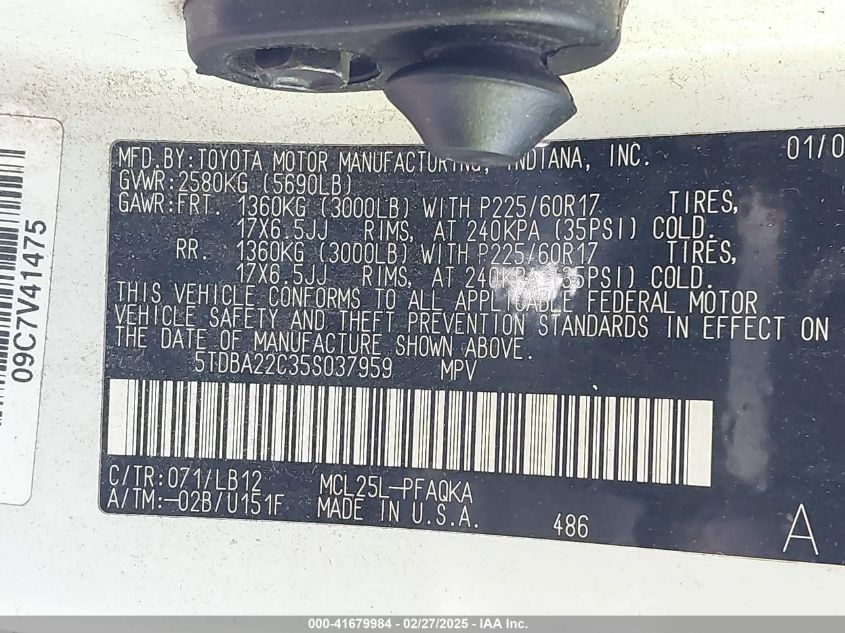 MFD.BY:TOYOTA MOTOR MANUFACTURING, INDIANA, INC. 01/0
GVWR:2580KG (5690LB)
GAWR:FRT. 1360KG (3000LB) WITH P225/60R17 TIRES,
17X6.5JJ RIMS, AT 240KPA (35PSI) COLD.
RR. 1360KG (3000LB) WITH P225/60R17 TIRES,
17X6.5JJ RIMS, AT 240KPA (35PSI) COLD.
THIS VEHICLE CONFORMS TO ALL APPLICABLE FEDERAL MOTOR
VEHICLE SAFETY AND THEFT PREVENTION STANDARDS IN EFFECT ON
THE DATE OF MANUFACTURE SHOWN ABOVE.
5TDBA22C35S037959 MPV
C/TR:071/LB12 MCL25L-PFAQKA
A/TM:-02B/U151F MADE IN U.S.A. 486 A
09C7V41475
000-41679984 - 02/27/2025 - IAA Inc.